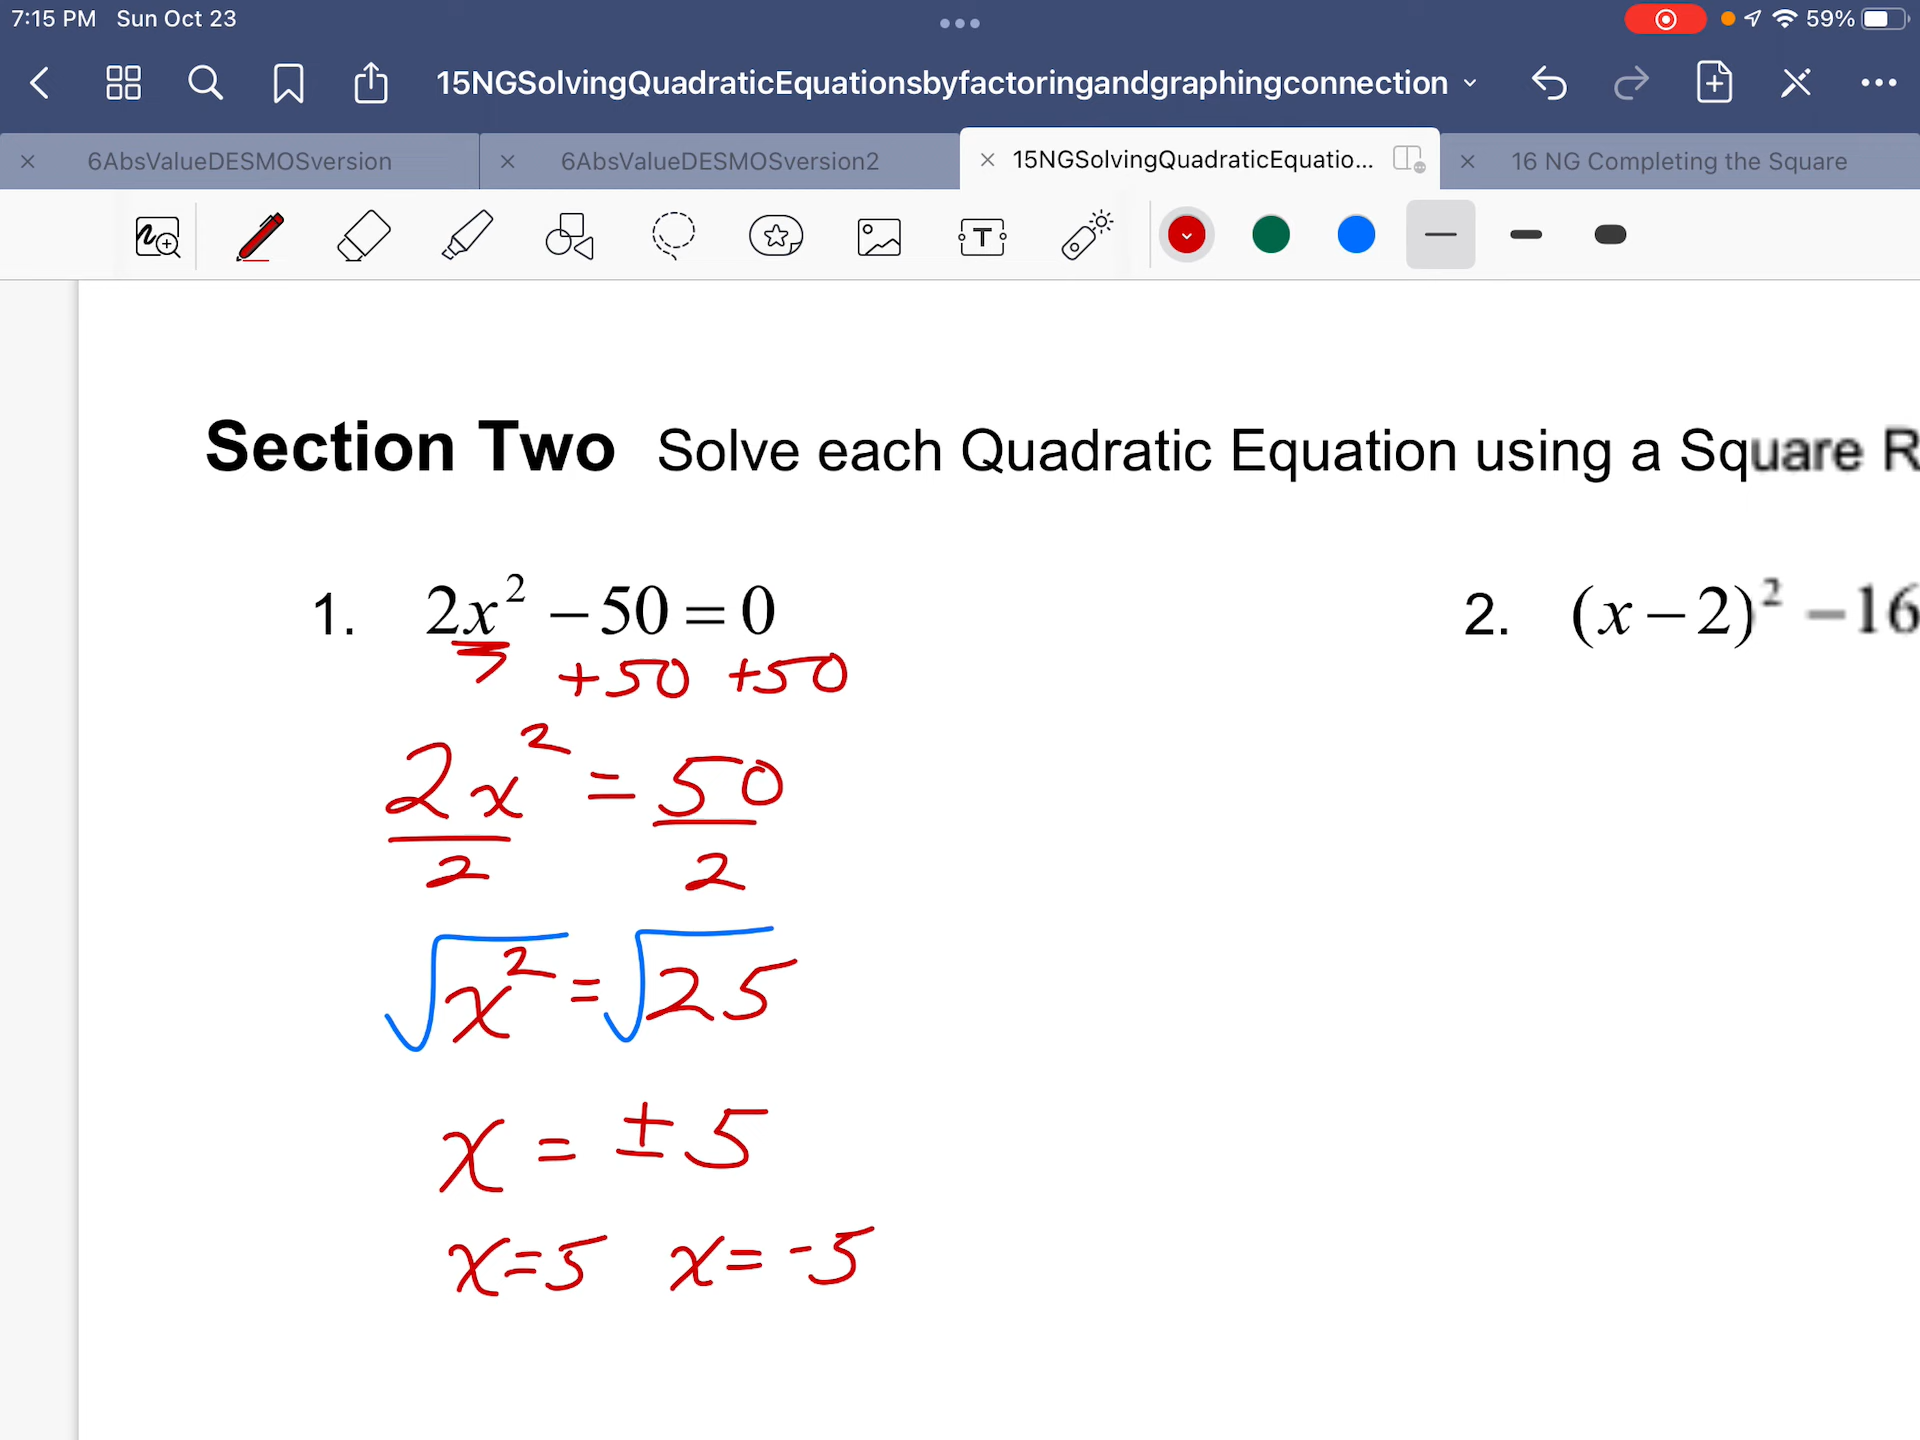 7:15 PM Sun Oct 23
59%
15NGSolvingQuadraticEquationsbyfactoringandgraphingconnection
6AbsValueDESMOSversion
6AbsValueDESMOSversion2
15NGSolvingQuadraticEquatio...
16 NG Completing the Square
T
Section Two Solve each Quadratic Equation using a Square R
1. 2x² − 50 = 0
2. (x − 2)² − 16
+50 +50
2x² = 50
2 2
√x² = √25
x = ± 5
x=5 x=-5